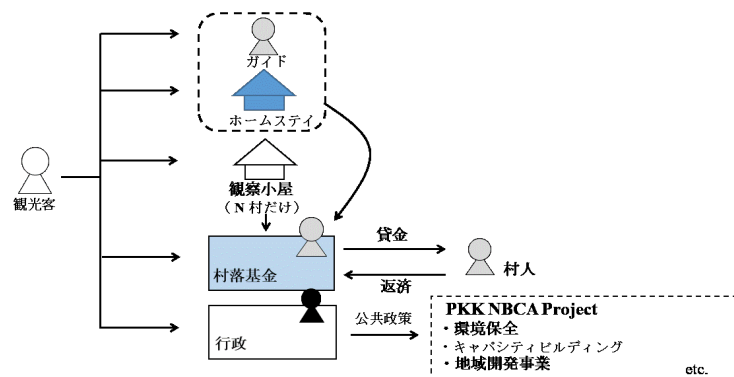 ガイド
ホームステイ
観光客
観察小屋
（N 村だけ）
村落基金
貸金
返済
村人
行政
公共政策
PKK NBCA Project
・環境保全
・キャパシティビルディング
・地域開発事業
etc.